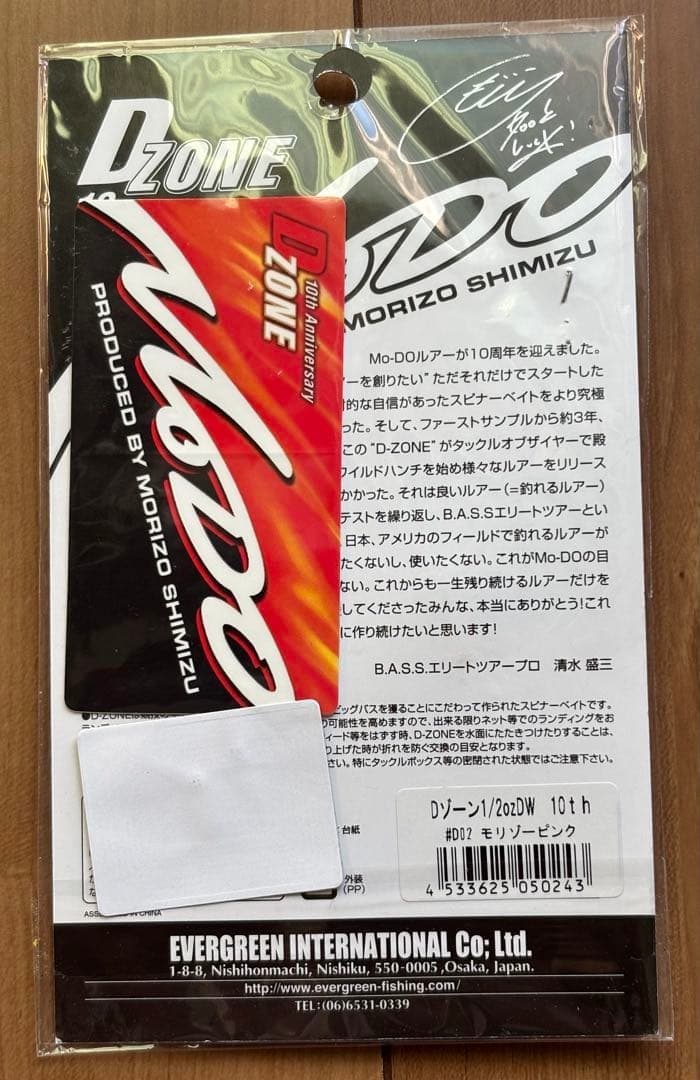 D ZONE
Good Luck!
MoDO
MORIZO SHIMIZU
D ZONE
10th Anniversary
MoDO
PRODUCED BY MORIZO SHIMIZU
Mo-DOルアーが10周年を迎えました。
ーを創りたい”ただそれだけでスタートした
的な自信があったスピナーベイトをより究極
った。そして、ファーストサンプルから約3年、
この“D-ZONE”がタックルオブザイヤーで殿
ワイルドハンチを始め様々なルアーをリリース
かかった。それは良いルアー(=釣れるルアー)
テストを繰り返し、B.A.S.Sエリートツアーとい
日本、アメリカのフィールドで釣れるルアーが
たくないし、使いたくない。これがMo-DOの目
ない。これからも一生残り続けるルアーだけを
してくださったみんな、本当にありがとう!これ
に作り続けたいと思います!
B.A.S.S.エリートツアープロ 清水 盛三
ビッグバスを獲ることにこだわって作られたスピナーベイトです。
可能性を高めますので、出来る限りネット等でのランディングをお
ィード等をはずす時、D-ZONEを水面にたたきつけたりすることは、
り上げた時が折れを防ぐ交換の目安となります。
さい。特にタックルボックス等の密閉された状態ではご注意下さい。
台紙
外装
(PP)
Dゾーン1/2ozDW 10th
#D02 モリゾーピンク
4 533625 050243
IN CHINA
EVERGREEN INTERNATIONAL Co; Ltd.
1-8-8, Nishihonmachi, Nishiku, 550-0005 ,Osaka, Japan.
http://www.evergreen-fishing.com/
TEL:(06)6531-0339